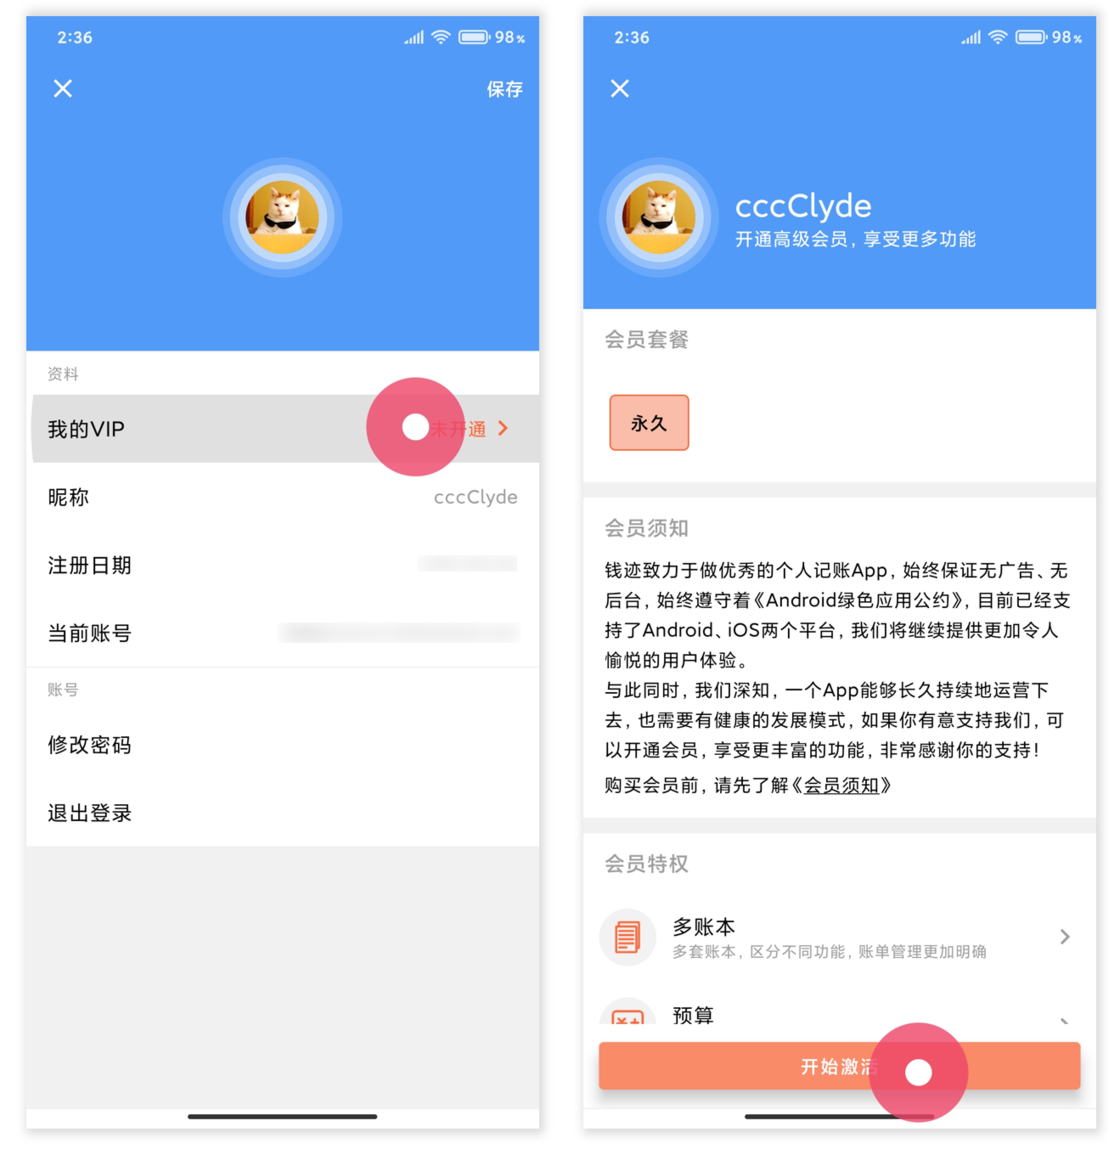 2:36
98%
保存
资料
我的VIP
未开通
昵称
cccClyde
注册日期
当前账号
账号
修改密码
退出登录
2:36
98%
cccClyde
开通高级会员，享受更多功能
会员套餐
永久
会员须知
钱迹致力于做优秀的个人记账App，始终保证无广告、无
后台，始终遵守着《Android绿色应用公约》，目前已经支
持了Android、iOS两个平台，我们将继续提供更加令人
愉悦的用户体验。
与此同时，我们深知，一个App能够长久持续地运营下
去，也需要有健康的发展模式，如果你有意支持我们，可
以开通会员，享受更丰富的功能，非常感谢你的支持！
购买会员前，请先了解《会员须知》
会员特权
多账本
多套账本，区分不同功能，账单管理更加明确
预算
开始激活